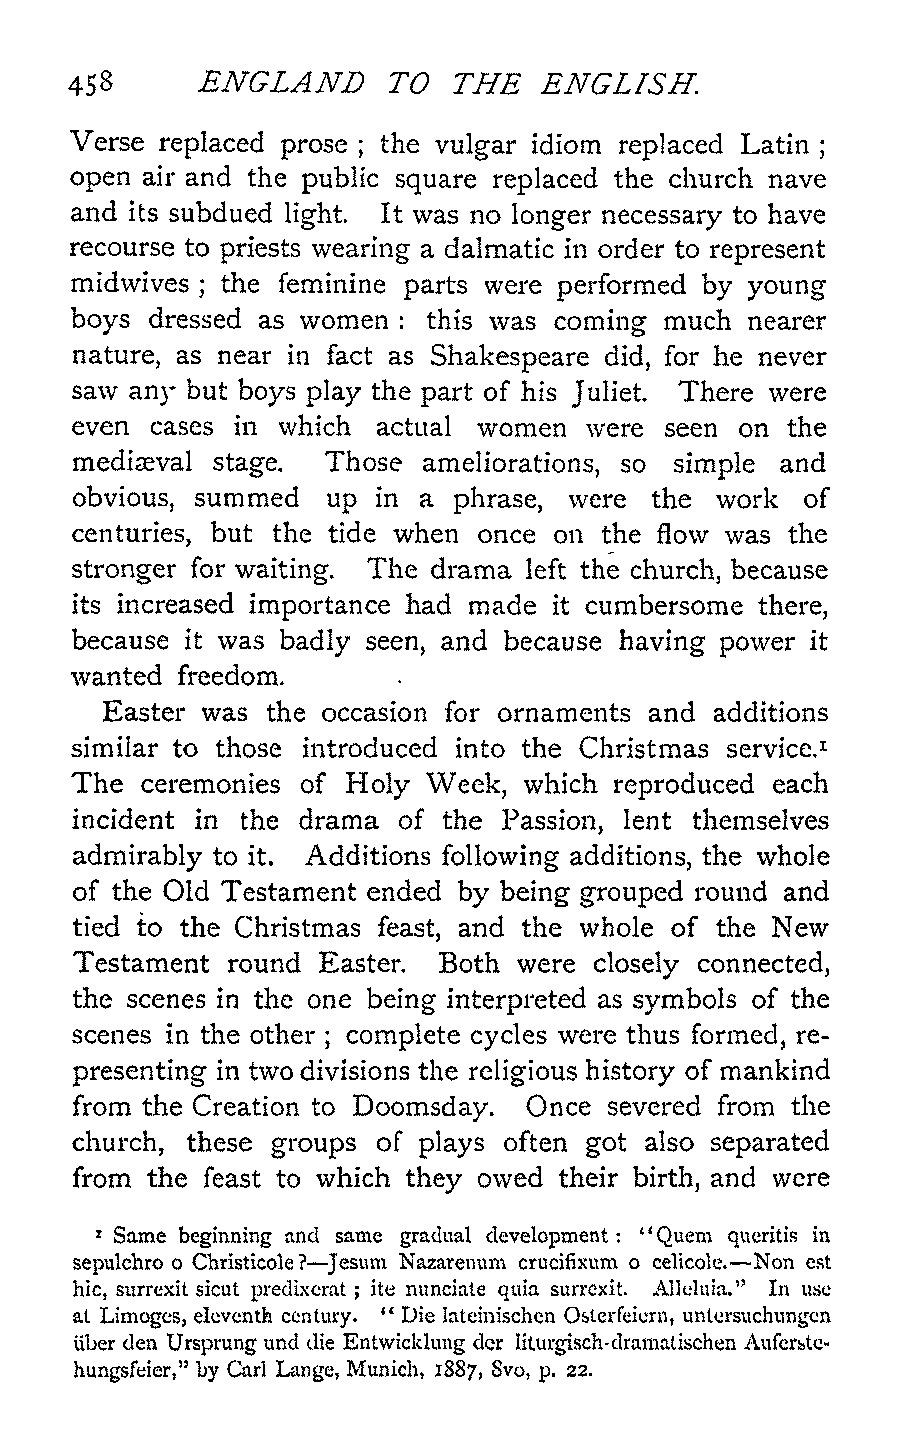 458 ENGLAND TO THE ENGLISH.
Verse replaced prose ; the vulgar idiom replaced Latin ;
open air and the public square replaced the church nave
and its subdued light. It was no longer necessary to have
recourse to priests wearing a dalmatic in order to represent
midwives ; the feminine parts were performed by young
boys dressed as women : this was coming much nearer
nature, as near in fact as Shakespeare did, for he never
saw any but boys play the part of his Juliet. There were
even cases in which actual women were seen on the
mediæval stage. Those ameliorations, so simple and
obvious, summed up in a phrase, were the work of
centuries, but the tide when once on the flow was the
stronger for waiting. The drama left the church, because
its increased importance had made it cumbersome there,
because it was badly seen, and because having power it
wanted freedom.
Easter was the occasion for ornaments and additions
similar to those introduced into the Christmas service.¹
The ceremonies of Holy Week, which reproduced each
incident in the drama of the Passion, lent themselves
admirably to it. Additions following additions, the whole
of the Old Testament ended by being grouped round and
tied to the Christmas feast, and the whole of the New
Testament round Easter. Both were closely connected,
the scenes in the one being interpreted as symbols of the
scenes in the other ; complete cycles were thus formed, re-
presenting in two divisions the religious history of mankind
from the Creation to Doomsday. Once severed from the
church, these groups of plays often got also separated
from the feast to which they owed their birth, and were
¹ Same beginning and same gradual development : "Quem queritis in
sepulchro o Christicole ?—Jesum Nazarenum crucifixum o celicole.—Non est
hic, surrexit sicut predixerat ; ite nunciate quia surrexit. Alleluia." In use
at Limoges, eleventh century. "Die lateinischen Osterfeiern, untersuchungen
über den Ursprung und die Entwicklung der liturgisch-dramatischen Auferste-
hungsfeier," by Carl Lange, Munich, 1887, 8vo, p. 22.